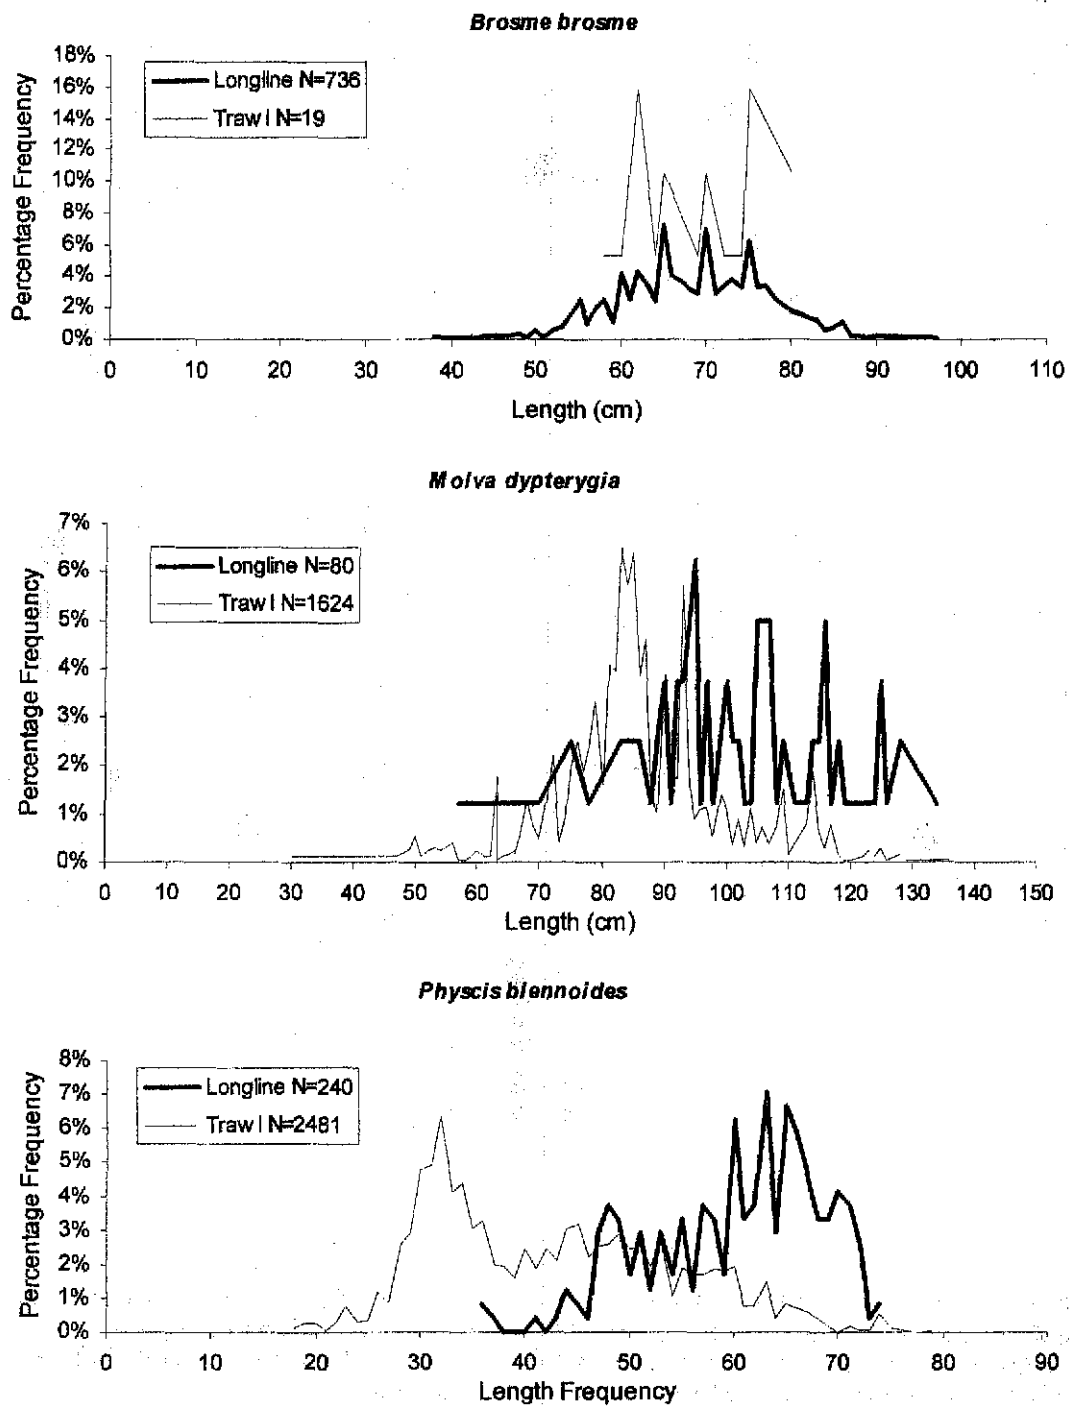 Brosme brosme
18%
16%
14%
12%
10%
8%
6%
4%
2%
0%
Percentage Frequency
Longline N=736
Trawl N=19
0 10 20 30 40 50 60 70 80 90 100 110
Length (cm)
Molva dypterygia
7%
6%
5%
4%
3%
2%
1%
0%
Percentage Frequency
Longline N=80
Trawl N=1624
0 10 20 30 40 50 60 70 80 90 100 110 120 130 140 150
Length (cm)
Physcis blennoides
8%
7%
6%
5%
4%
3%
2%
1%
0%
Percentage Frequency
Longline N=240
Trawl N=2481
0 10 20 30 40 50 60 70 80 90
Length Frequency